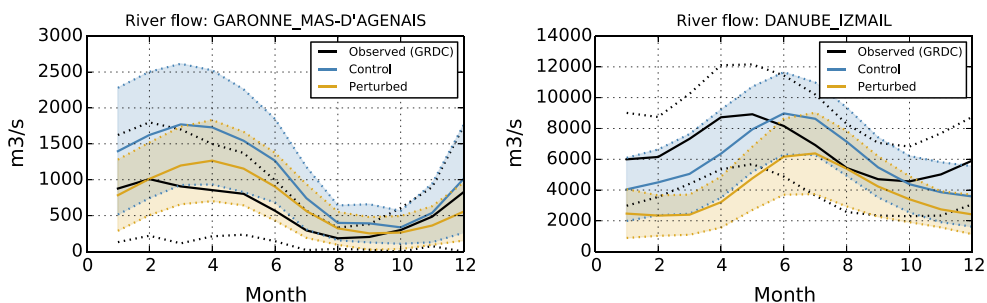 River flow: GARONNE_MAS-D'AGENAIS
3000
2500
2000
1500
1000
500
0
m3/s
Observed (GRDC)
Control
Perturbed
0 2 4 6 8 10 12
Month
River flow: DANUBE_IZMAIL
14000
12000
10000
8000
6000
4000
2000
0
m3/s
Observed (GRDC)
Control
Perturbed
0 2 4 6 8 10 12
Month